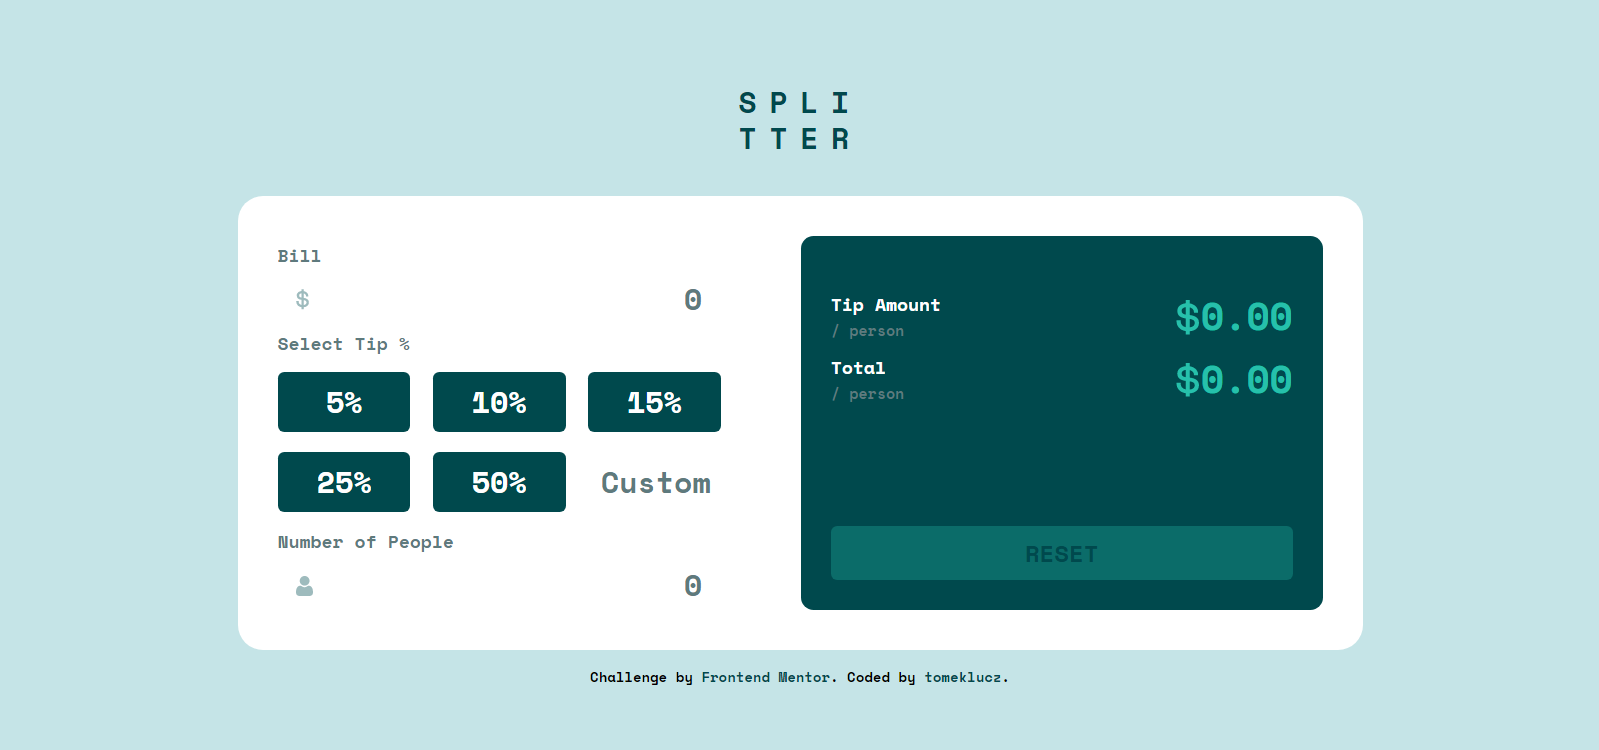 SPLI
TTER
Bill
$ 0
Select Tip %
5% 10% 15%
25% 50% Custom
Number of People
0
Tip Amount
/ person
$0.00
Total
/ person
$0.00
RESET
Challenge by Frontend Mentor. Coded by tomeklucz.